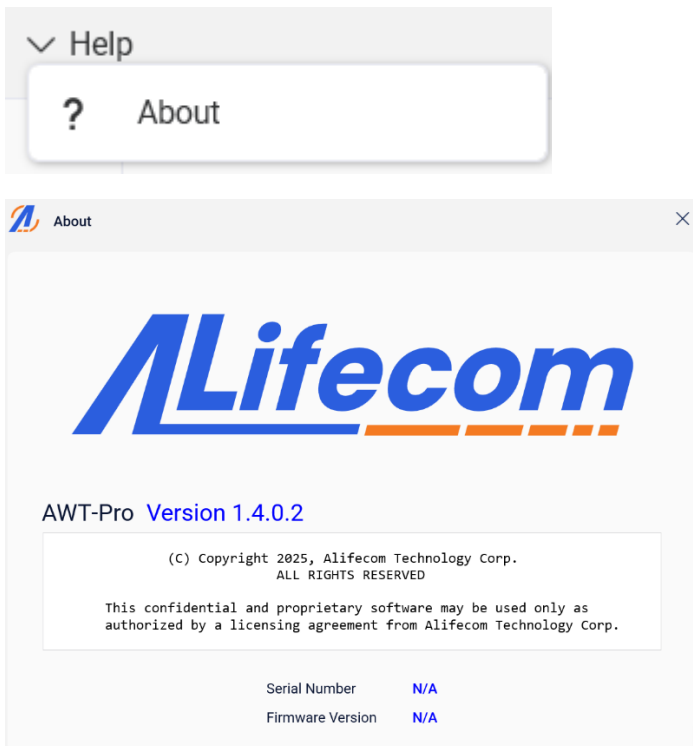 Help
? About
About
ALifecom
AWT-Pro Version 1.4.0.2
(C) Copyright 2025, Alifecom Technology Corp.
ALL RIGHTS RESERVED
This confidential and proprietary software may be used only as
authorized by a licensing agreement from Alifecom Technology Corp.
Serial Number N/A
Firmware Version N/A